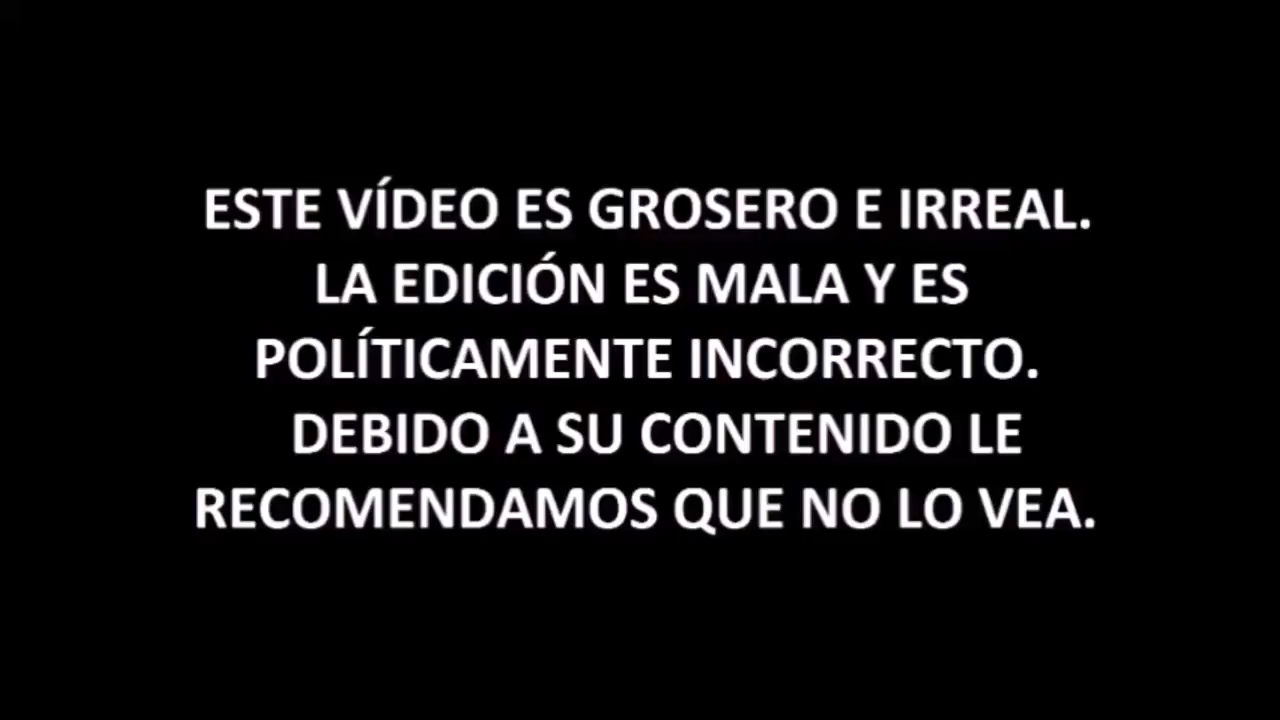 ESTE VÍDEO ES GROSERO E IRREAL.
LA EDICIÓN ES MALA Y ES
POLÍTICAMENTE INCORRECTO.
DEBIDO A SU CONTENIDO LE
RECOMENDAMOS QUE NO LO VEA.